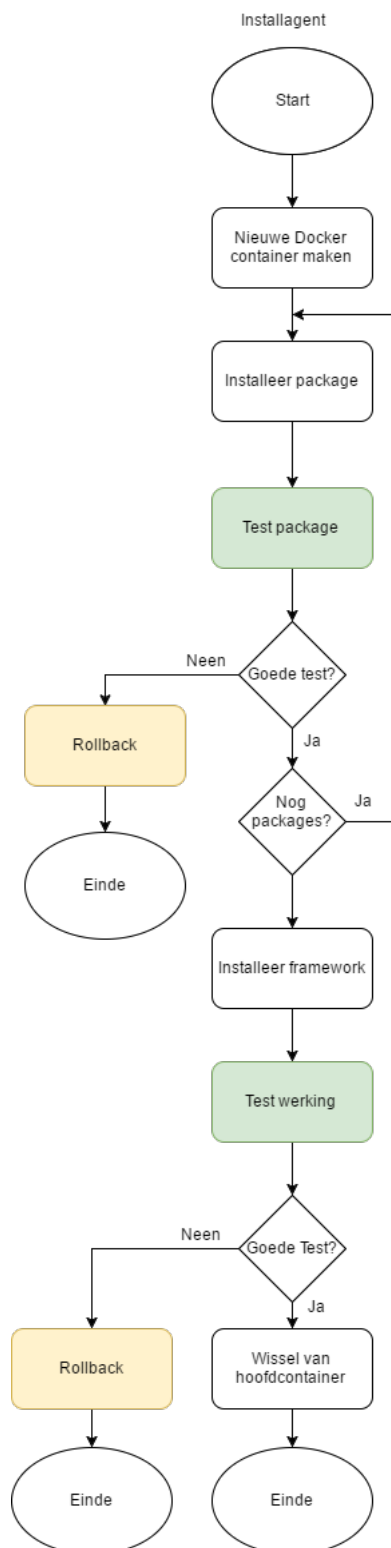 Installagent
Start
Nieuwe Docker
container maken
Installeer package
Test package
Neen
Goede test?
Rollback
Ja
Nog
packages?
Ja
Einde
Installeer framework
Test werking
Neen
Goede Test?
Ja
Rollback
Wissel van
hoofdcontainer
Einde
Einde